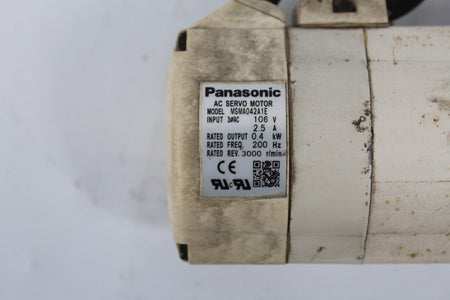 Panasonic
AC SERVO MOTOR
MODEL MSMA042A1E
INPUT 3øAC 106 V
2.5 A
RATED OUTPUT 0.4 kW
RATED FREQ. 200 Hz
RATED REV. 3000 r/min
CE